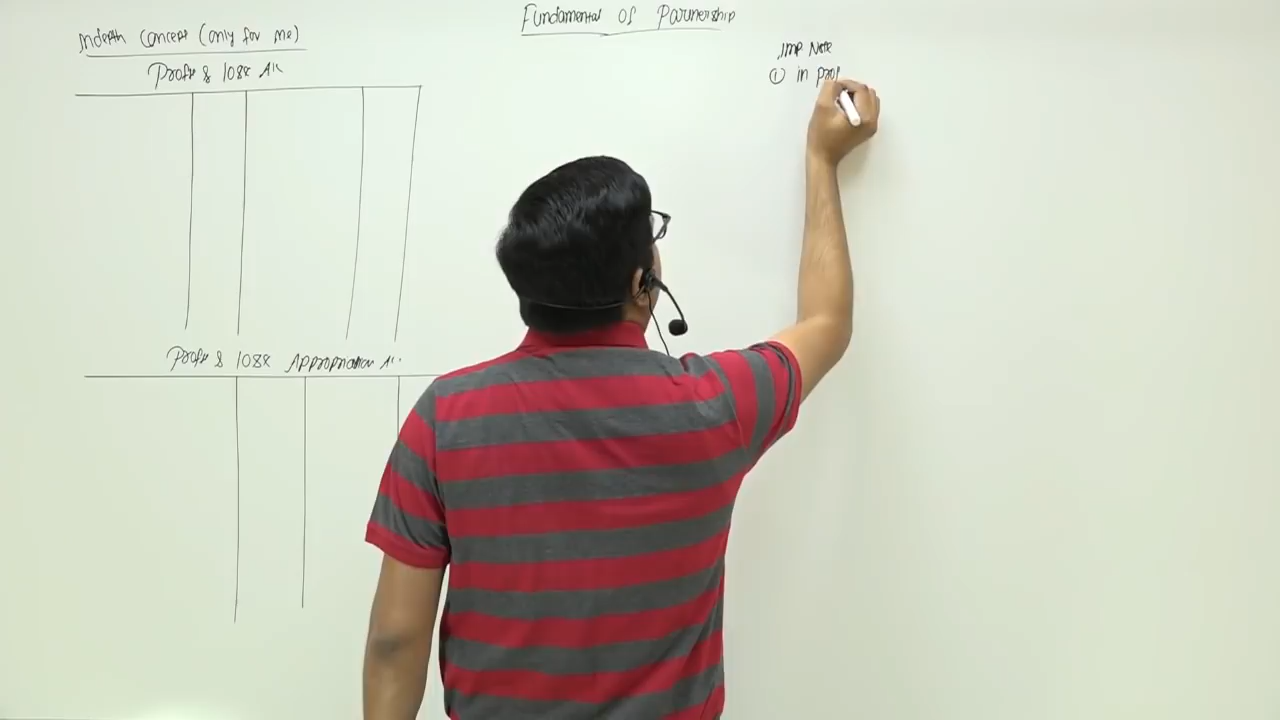 Fundamental of Partnership
Indepth Concept (only for me)
Profit & loss A/c
Profit & loss Appropriation A/c.
Imp Note
① in prof